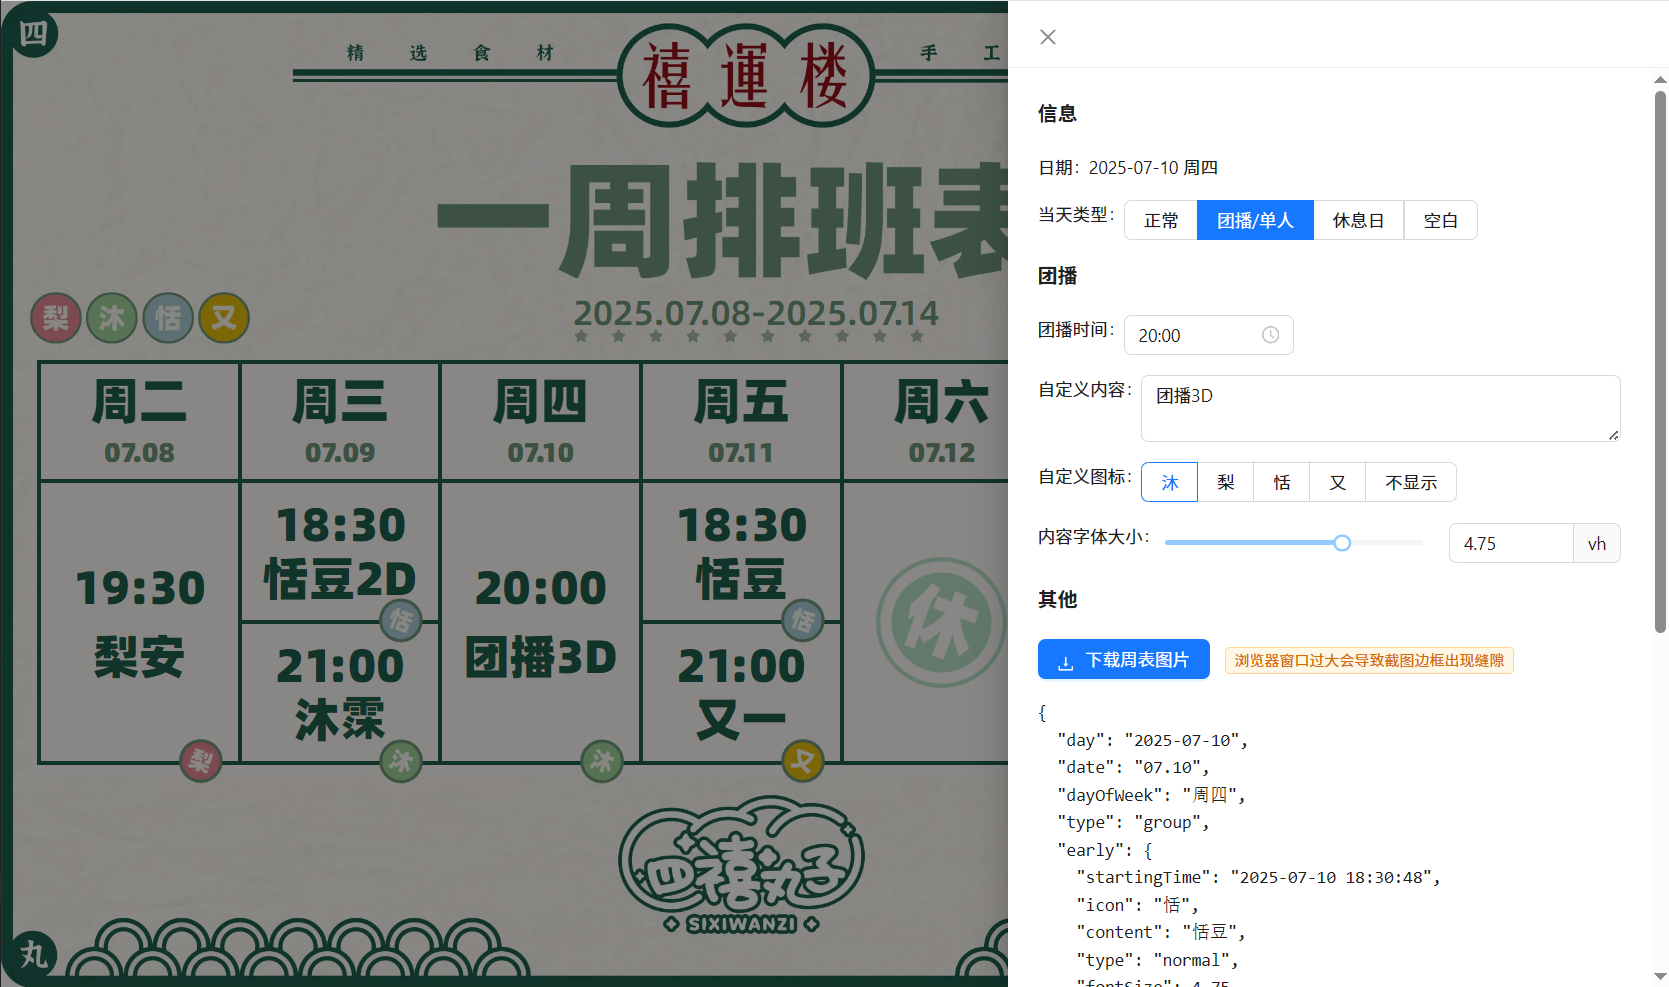 四
精 选 食 材
禧運楼
手 工
一周排班表
2025.07.08-2025.07.14
梨 沐 恬 又
周二 周三 周四 周五 周六
07.08 07.09 07.10 07.11 07.12
19:30
梨安
梨
18:30
恬豆2D
恬
21:00
沐霂
沐
20:00
团播3D
沐
18:30
恬豆
恬
21:00
又一
又
休
四禧丸子
SIXIWANZI
丸
信息
日期：2025-07-10 周四
当天类型： 正常 团播/单人 休息日 空白
团播
团播时间： 20:00
自定义内容： 团播3D
自定义图标： 沐 梨 恬 又 不显示
内容字体大小： 4.75 vh
其他
下载周表图片 浏览器窗口过大会导致截图边框出现缝隙
{
"day": "2025-07-10",
"date": "07.10",
"dayOfWeek": "周四",
"type": "group",
"early": {
"startingTime": "2025-07-10 18:30:48",
"icon": "恬",
"content": "恬豆",
"type": "normal",
"fontSize": 4.75